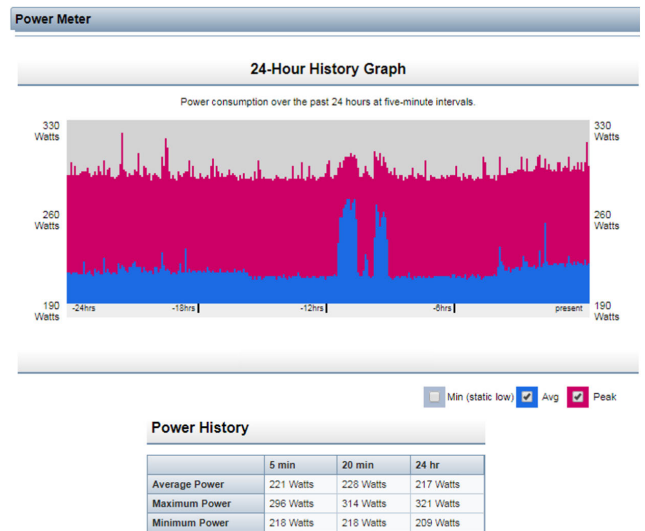 Power Meter
24-Hour History Graph
Power consumption over the past 24 hours at five-minute intervals.
330 Watts
330 Watts
260 Watts
260 Watts
190 Watts
190 Watts
-24hrs -18hrs -12hrs -6hrs present
Min (static low) Avg Peak
Power History
5 min 20 min 24 hr
Average Power 221 Watts 228 Watts 217 Watts
Maximum Power 296 Watts 314 Watts 321 Watts
Minimum Power 218 Watts 218 Watts 209 Watts